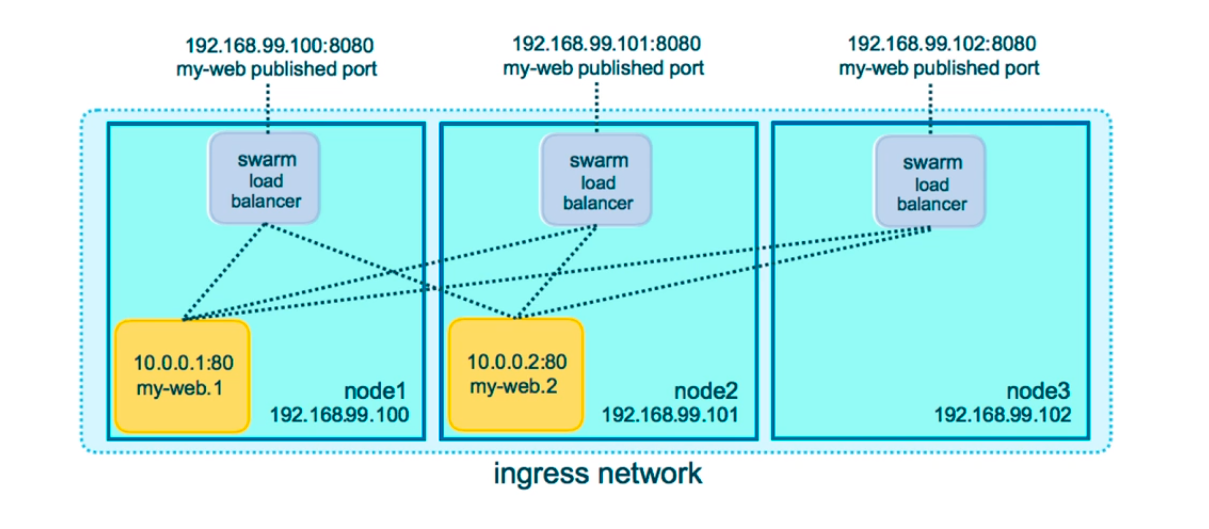 192.168.99.100:8080
my-web published port
192.168.99.101:8080
my-web published port
192.168.99.102:8080
my-web published port
swarm
load
balancer
swarm
load
balancer
swarm
load
balancer
10.0.0.1:80
my-web.1
node1
192.168.99.100
10.0.0.2:80
my-web.2
node2
192.168.99.101
node3
192.168.99.102
ingress network